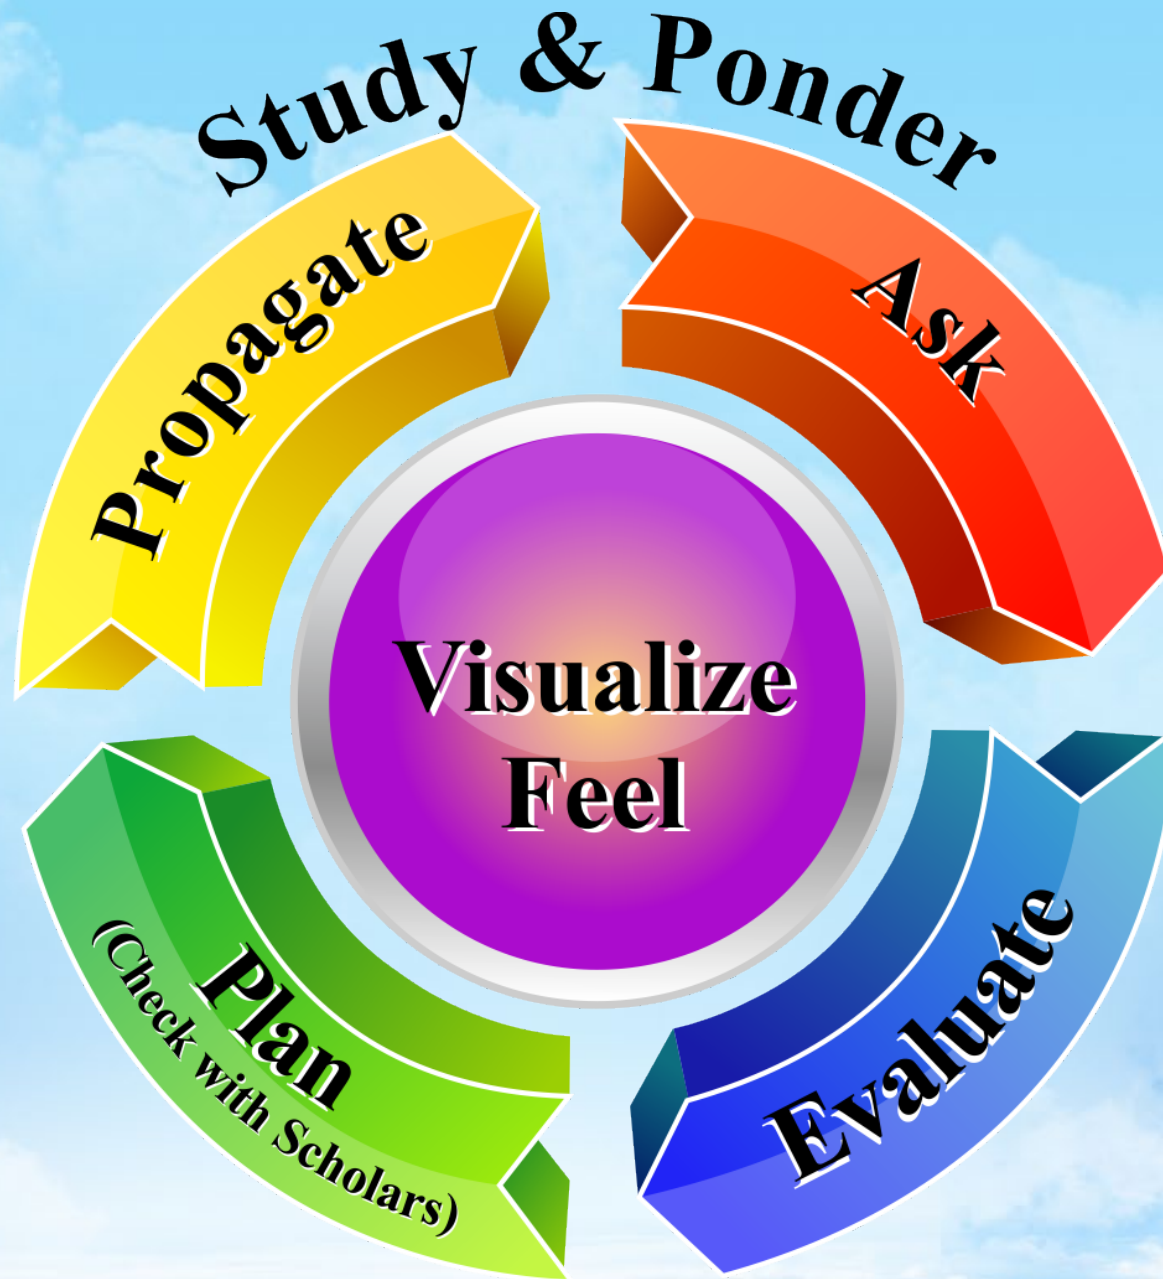 Study & Ponder
Propagate
Ask
Visualize
Feel
Plan
(Check with Scholars)
Evaluate